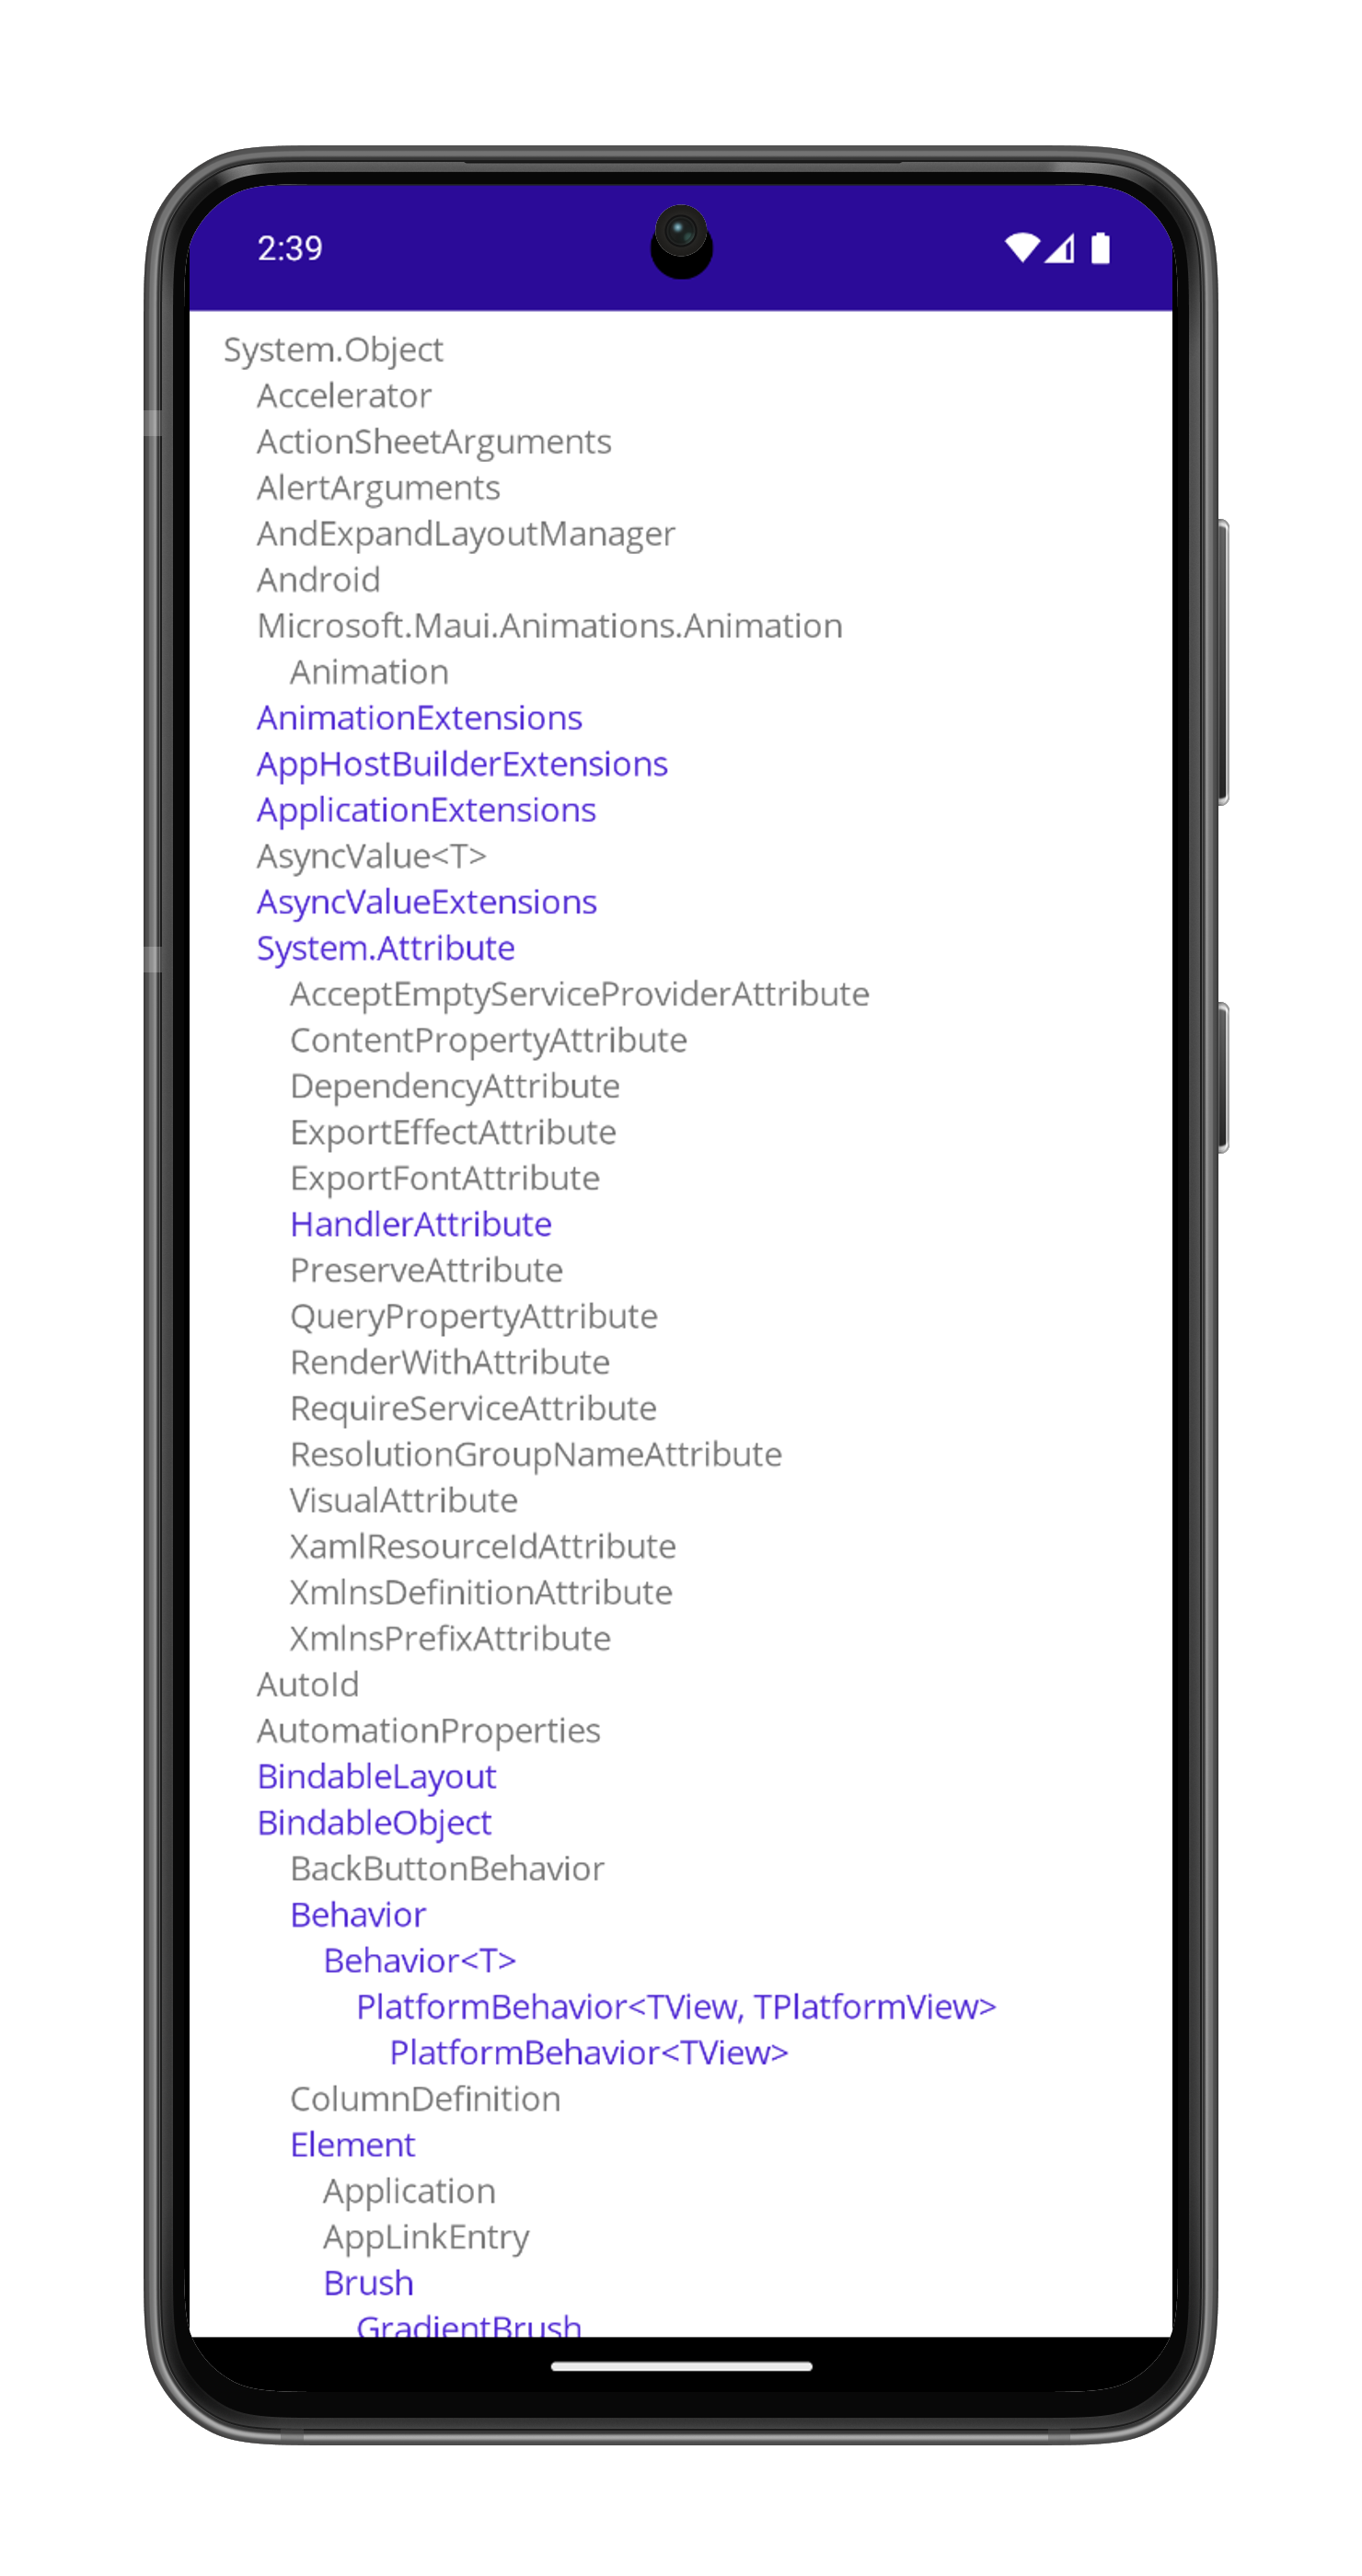 2:39
System.Object
Accelerator
ActionSheetArguments
AlertArguments
AndExpandLayoutManager
Android
Microsoft.Maui.Animations.Animation
Animation
AnimationExtensions
AppHostBuilderExtensions
ApplicationExtensions
AsyncValue<T>
AsyncValueExtensions
System.Attribute
AcceptEmptyServiceProviderAttribute
ContentPropertyAttribute
DependencyAttribute
ExportEffectAttribute
ExportFontAttribute
HandlerAttribute
PreserveAttribute
QueryPropertyAttribute
RenderWithAttribute
RequireServiceAttribute
ResolutionGroupNameAttribute
VisualAttribute
XamlResourceIdAttribute
XmlnsDefinitionAttribute
XmlnsPrefixAttribute
AutoId
AutomationProperties
BindableLayout
BindableObject
BackButtonBehavior
Behavior
Behavior<T>
PlatformBehavior<TView, TPlatformView>
PlatformBehavior<TView>
ColumnDefinition
Element
Application
AppLinkEntry
Brush
GradientBrush